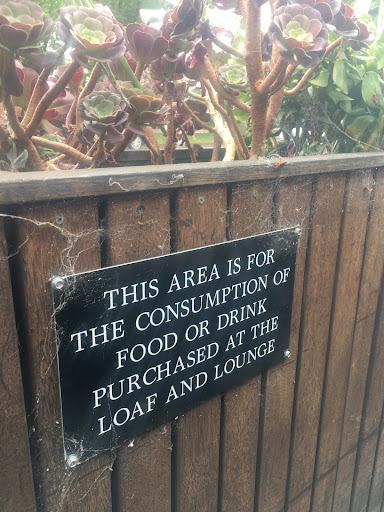 THIS AREA IS FOR
THE CONSUMPTION OF
FOOD OR DRINK
PURCHASED AT THE
LOAF AND LOUNGE